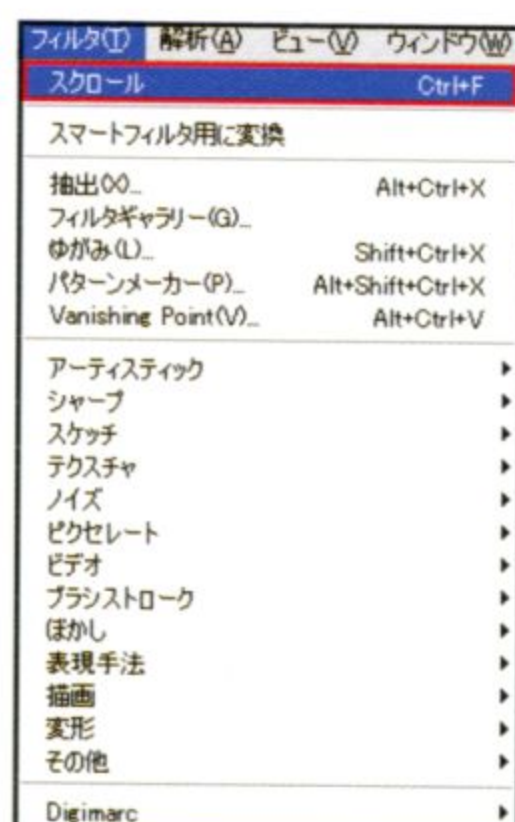 フィルタ(T) 解析(A) ビュー(V) ウィンドウ(W)
スクロール Ctrl+F
スマートフィルタ用に変換
抽出(X)... Alt+Ctrl+X
フィルタギャラリー(G)...
ゆがみ(L)... Shift+Ctrl+X
パターンメーカー(P)... Alt+Shift+Ctrl+X
Vanishing Point(V)... Alt+Ctrl+V
アーティスティック
シャープ
スケッチ
テクスチャ
ノイズ
ピクセレート
ビデオ
ブラシストローク
ぼかし
表現手法
描画
変形
その他
Digimarc